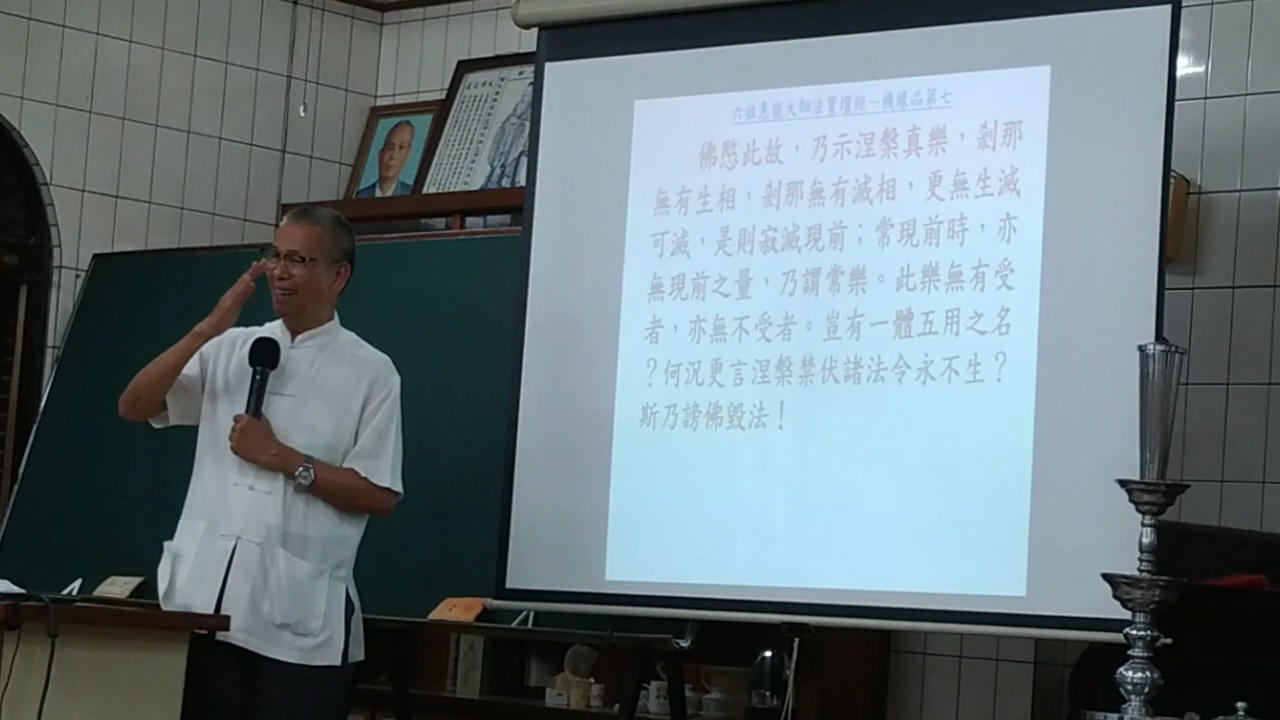 六祖惠能大師法寶壇經－機緣品第七
佛愍此故，乃示涅槃真樂，剎那
無有生相，剎那無有滅相，更無生滅
可滅，是則寂滅現前；常現前時，亦
無現前之量，乃謂常樂。此樂無有受
者，亦無不受者。豈有一體五用之名
？何況更言涅槃禁伏諸法令永不生？
斯乃謗佛毀法！